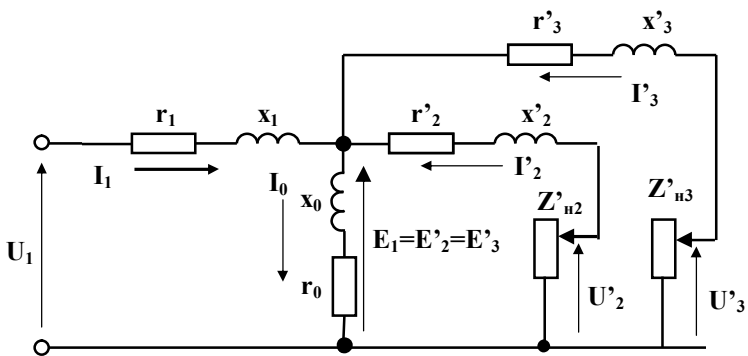 r'₃ x'₃
I'₃
r₁ x₁ r'₂ x'₂
I₁ I₀ x₀ I'₂ Z'н2 Z'н3
U₁ E₁=E'₂=E'₃
r₀ U'₂ U'₃